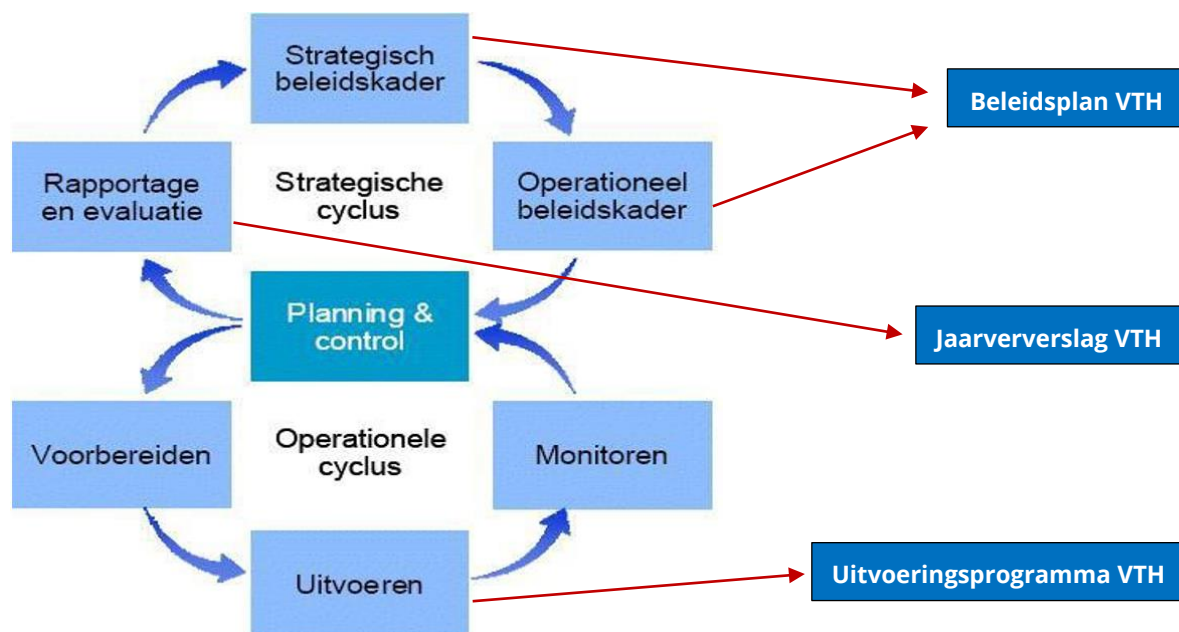 Strategisch
beleidskader
Beleidsplan VTH
Rapportage
en evaluatie
Strategische
cyclus
Operationeel
beleidskader
Planning &
control
Jaarververslag VTH
Voorbereiden
Operationele
cyclus
Monitoren
Uitvoeren
Uitvoeringsprogramma VTH